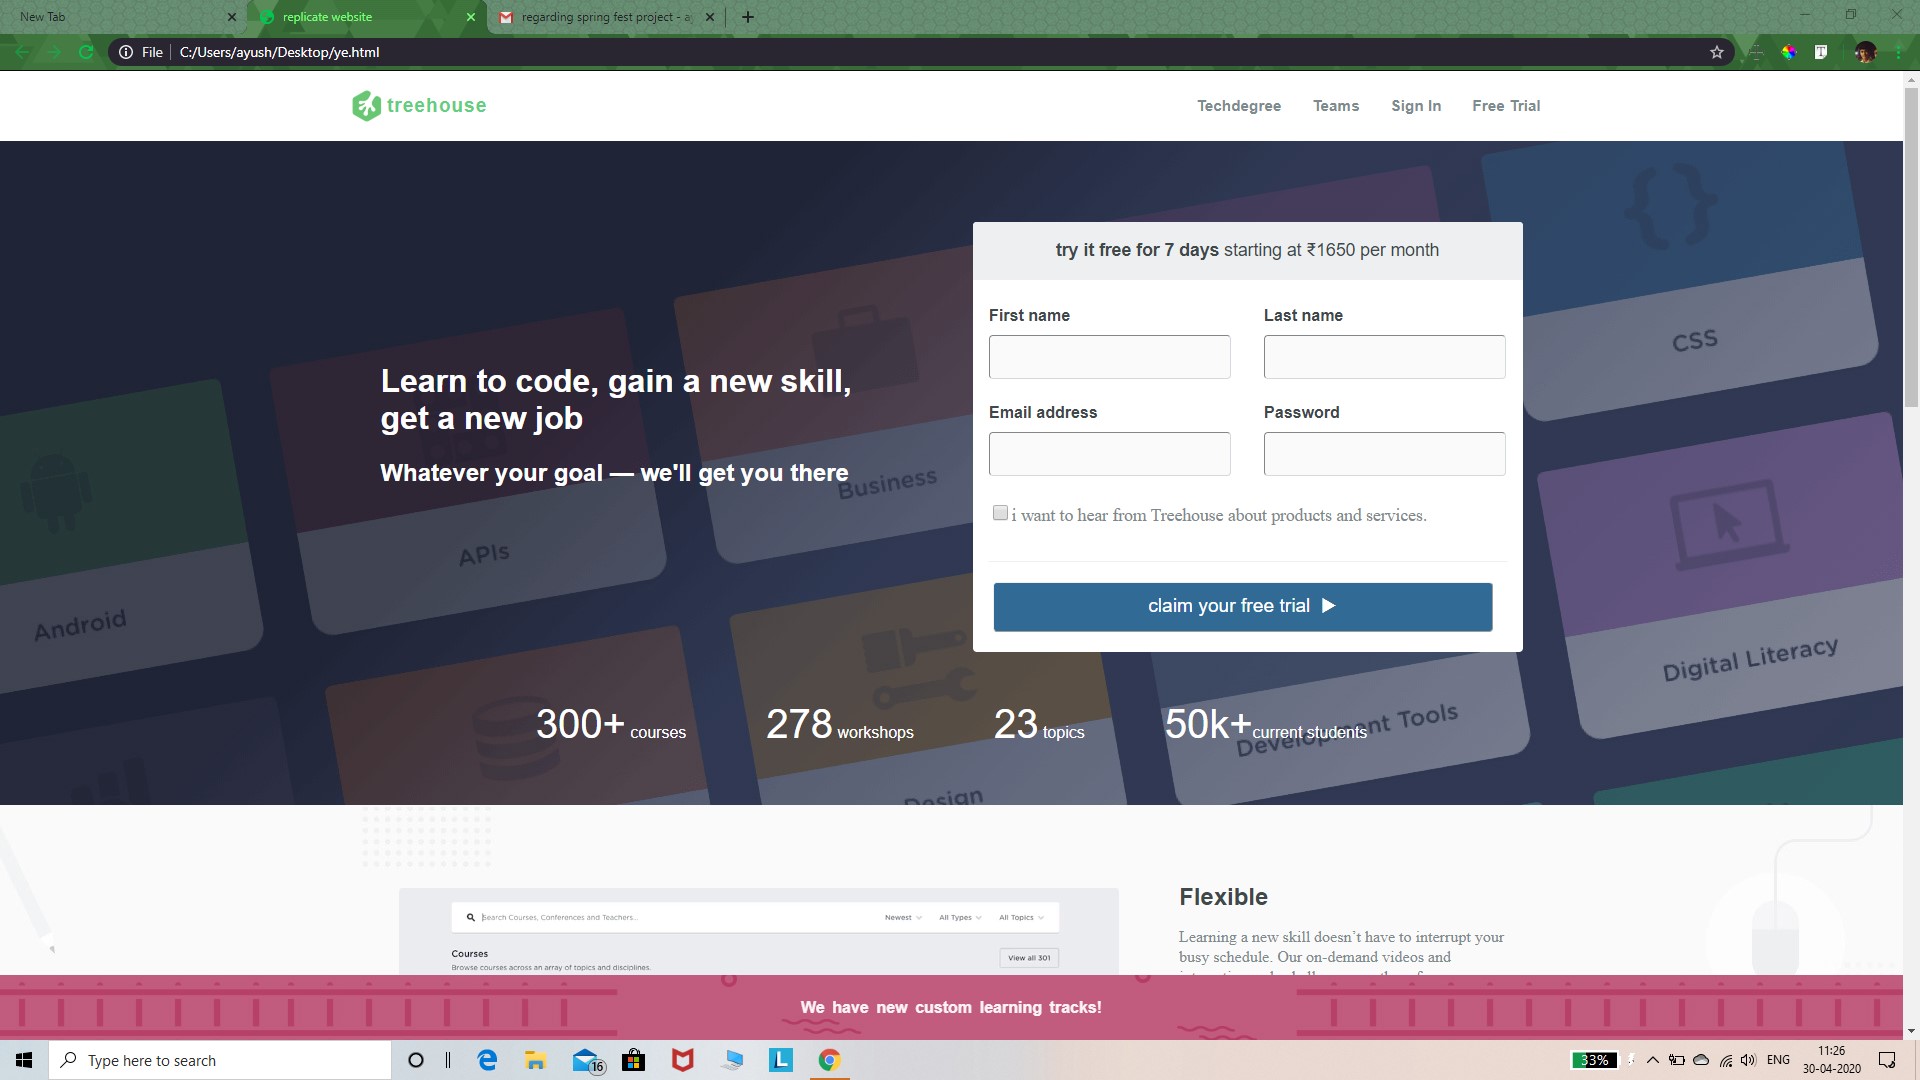 New Tab
replicate website
regarding spring fest project - a
File
C:/Users/ayush/Desktop/ye.html
treehouse
Techdegree
Teams
Sign In
Free Trial
try it free for 7 days starting at ₹1650 per month
First name
Last name
Email address
Password
i want to hear from Treehouse about products and services.
claim your free trial
Learn to code, gain a new skill,
get a new job
Whatever your goal — we'll get you there
CSS
Business
APIs
Android
Digital Literacy
Development Tools
Design
300+ courses
278 workshops
23 topics
50k+current students
Search Courses, Conferences and Teachers...
Newest
All Types
All Topics
Courses
View all 301
Browse courses across an array of topics and disciplines.
Flexible
Learning a new skill doesn’t have to interrupt your
busy schedule. Our on-demand videos and
We have new custom learning tracks!
Type here to search
16
L
33%
ENG
11:26
30-04-2020